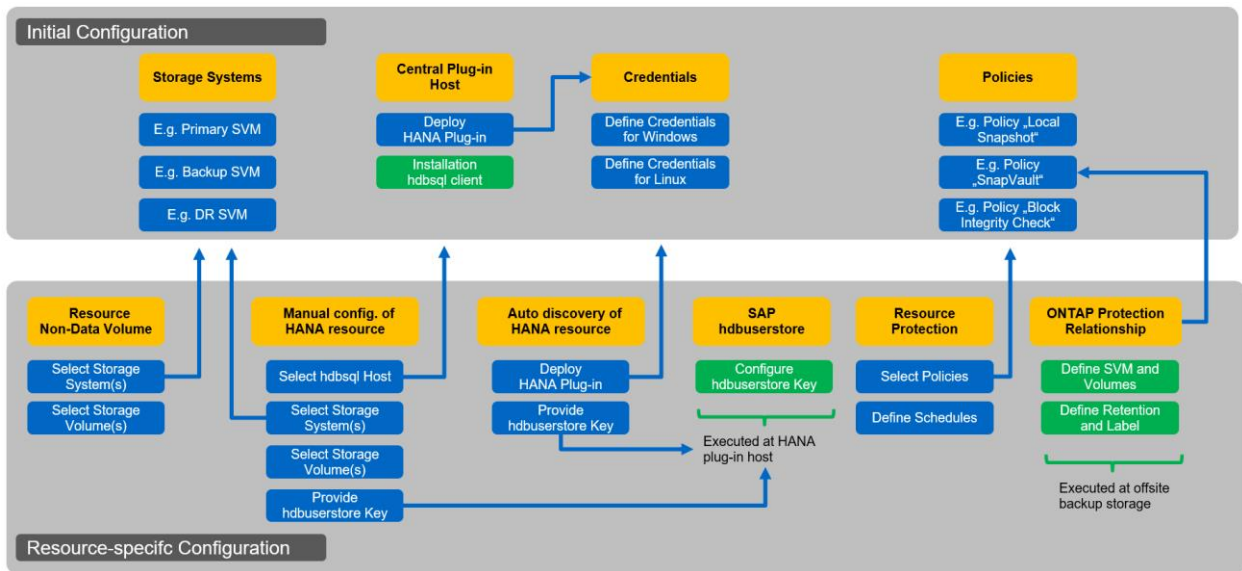 Initial Configuration
Storage Systems
E.g. Primary SVM
E.g. Backup SVM
E.g. DR SVM
Central Plug-in
Host
Deploy
HANA Plug-in
Installation
hdbsql client
Credentials
Define Credentials
for Windows
Define Credentials
for Linux
Policies
E.g. Policy „Local
Snapshot“
E.g. Policy
„SnapVault“
E.g. Policy „Block
Integrity Check“
Resource
Non-Data Volume
Select Storage
System(s)
Select Storage
Volume(s)
Manual config. of
HANA resource
Select hdbsql Host
Select Storage
System(s)
Select Storage
Volume(s)
Provide
hdbuserstore Key
Auto discovery of
HANA resource
Deploy
HANA Plug-in
Provide
hdbuserstore Key
SAP
hdbuserstore
Configure
hdbuserstore Key
Executed at HANA
plug-in host
Resource
Protection
Select Policies
Define Schedules
ONTAP Protection
Relationship
Define SVM and
Volumes
Define Retention
and Label
Executed at offsite
backup storage
Resource-specifc Configuration